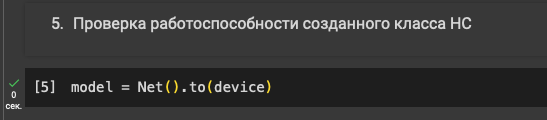 5. Проверка работоспособности созданного класса НС
[5] model = Net().to(device)
0
сек.